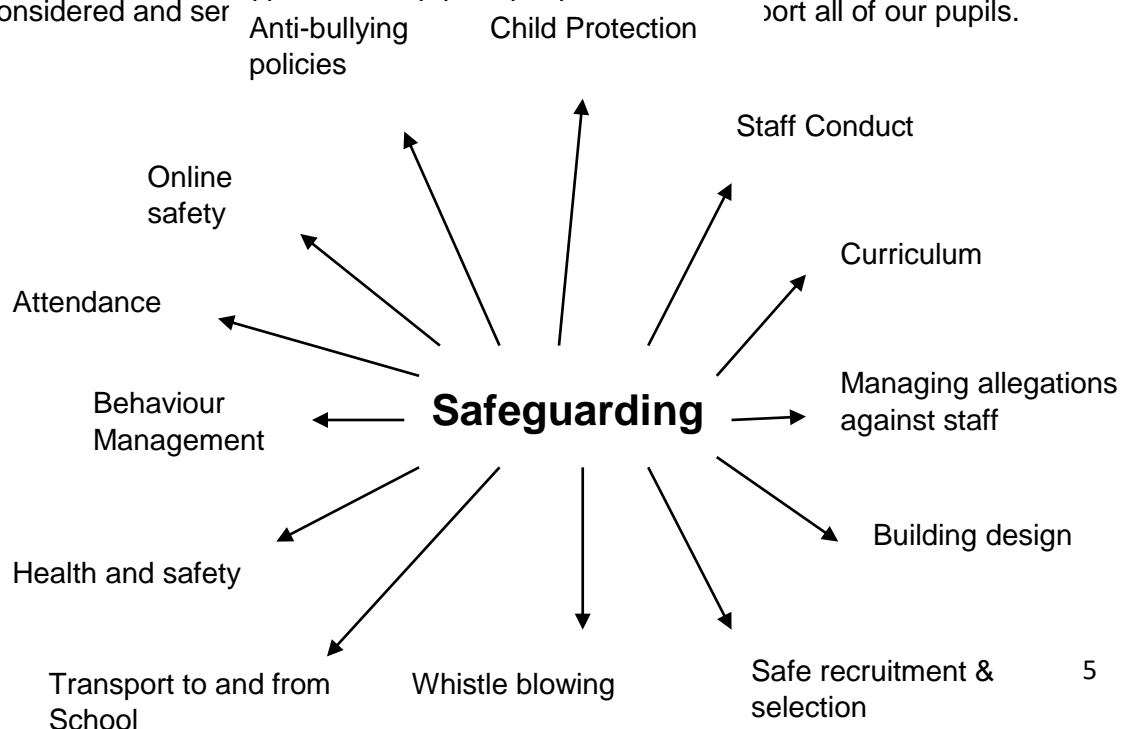 onsidered and ser
port all of our pupils.
Anti-bullying
policies
Child Protection
Staff Conduct
Online
safety
Curriculum
Attendance
Managing allegations
against staff
Behaviour
Management
Safeguarding
Building design
Health and safety
Transport to and from
School
Whistle blowing
Safe recruitment &
selection
5